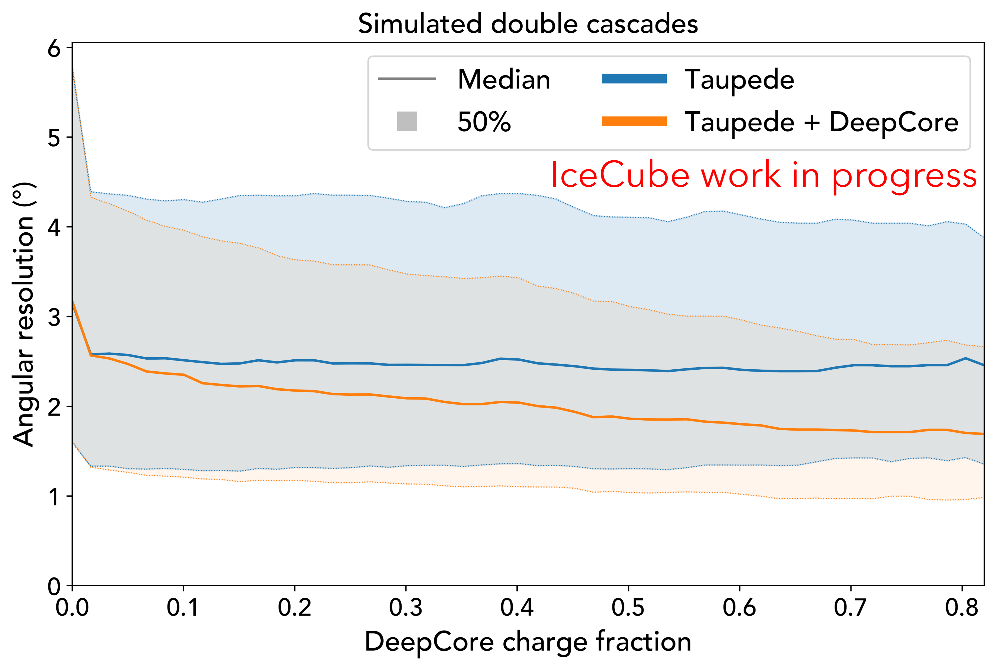 Simulated double cascades
Median
50%
Taupede
Taupede + DeepCore
IceCube work in progress
Angular resolution (°)
6
5
4
3
2
1
0
0.0 0.1 0.2 0.3 0.4 0.5 0.6 0.7 0.8
DeepCore charge fraction